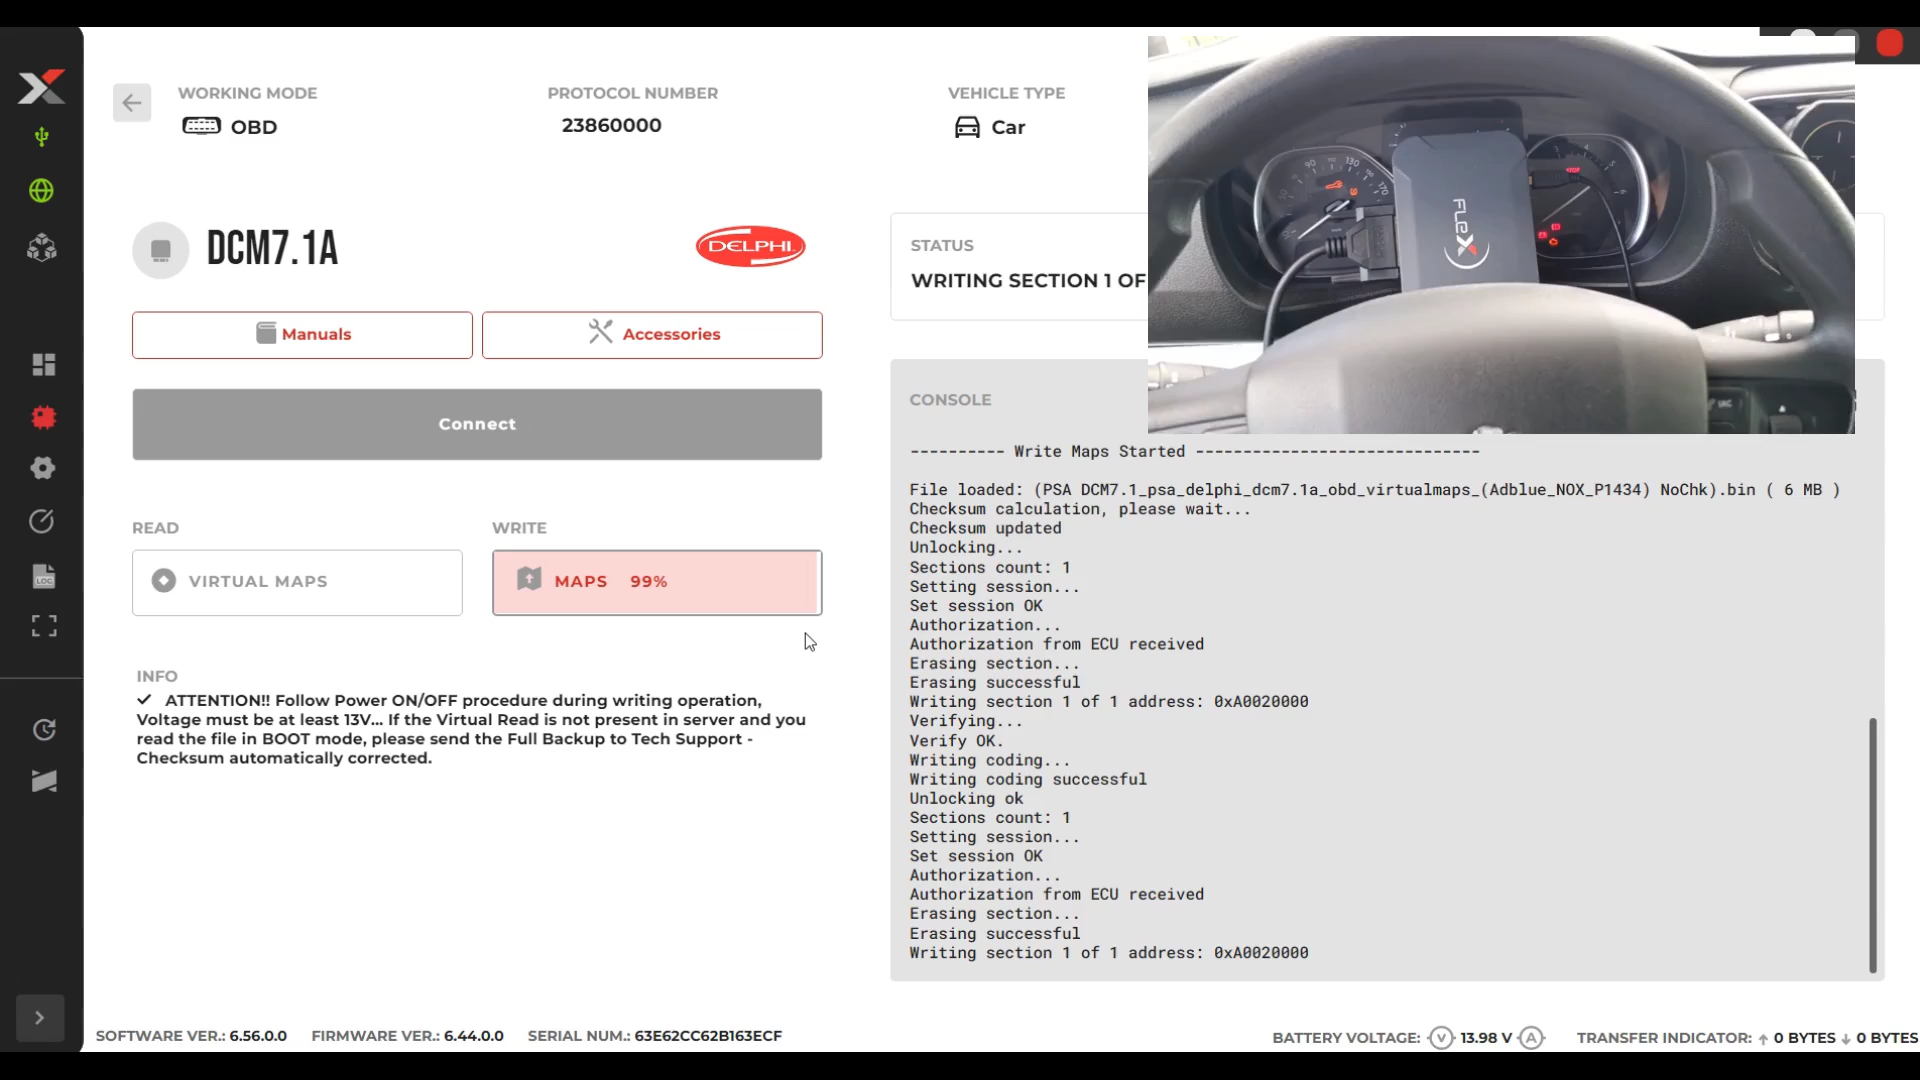 WORKING MODE
OBD
PROTOCOL NUMBER
23860000
VEHICLE TYPE
Car
DCM7.1A
DELPHI
Manuals
Accessories
Connect
READ
WRITE
VIRTUAL MAPS
MAPS 99%
INFO
ATTENTION!! Follow Power ON/OFF procedure during writing operation,
Voltage must be at least 13V... If the Virtual Read is not present in server and you
read the file in BOOT mode, please send the Full Backup to Tech Support -
Checksum automatically corrected.
STATUS
WRITING SECTION 1 OF
FLEX
90
130
170
STOP
CONSOLE
---------- Write Maps Started ------------------------------
File loaded: (PSA DCM7.1_psa_delphi_dcm7.1a_obd_virtualmaps_(Adblue_NOX_P1434) NoChk).bin ( 6 MB )
Checksum calculation, please wait...
Checksum updated
Unlocking...
Sections count: 1
Setting session...
Set session OK
Authorization...
Authorization from ECU received
Erasing section...
Erasing successful
Writing section 1 of 1 address: 0xA0020000
Verifying...
Verify OK.
Writing coding...
Writing coding successful
Unlocking ok
Sections count: 1
Setting session...
Set session OK
Authorization...
Authorization from ECU received
Erasing section...
Erasing successful
Writing section 1 of 1 address: 0xA0020000
LOG
SOFTWARE VER.: 6.56.0.0 FIRMWARE VER.: 6.44.0.0 SERIAL NUM.: 63E62CC62B163ECF
BATTERY VOLTAGE: V 13.98 V A TRANSFER INDICATOR: ↑ 0 BYTES ↓ 0 BYTES